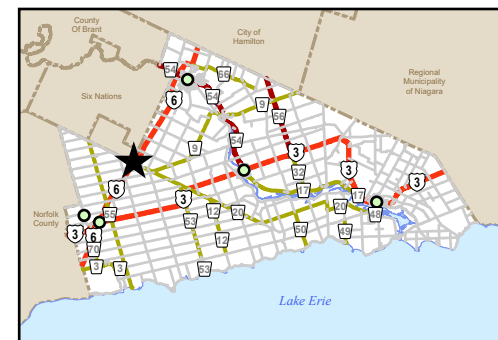 County
Of Brant
City of
Hamilton
Regional
Municipality
of Niagara
Six Nations
Norfolk
County
54
66
6
54
9
56
54
9
3
32
3
6
3
17
17
3
55
12
20
20
48
3
6
53
12
50
49
70
3
3
53
Lake Erie